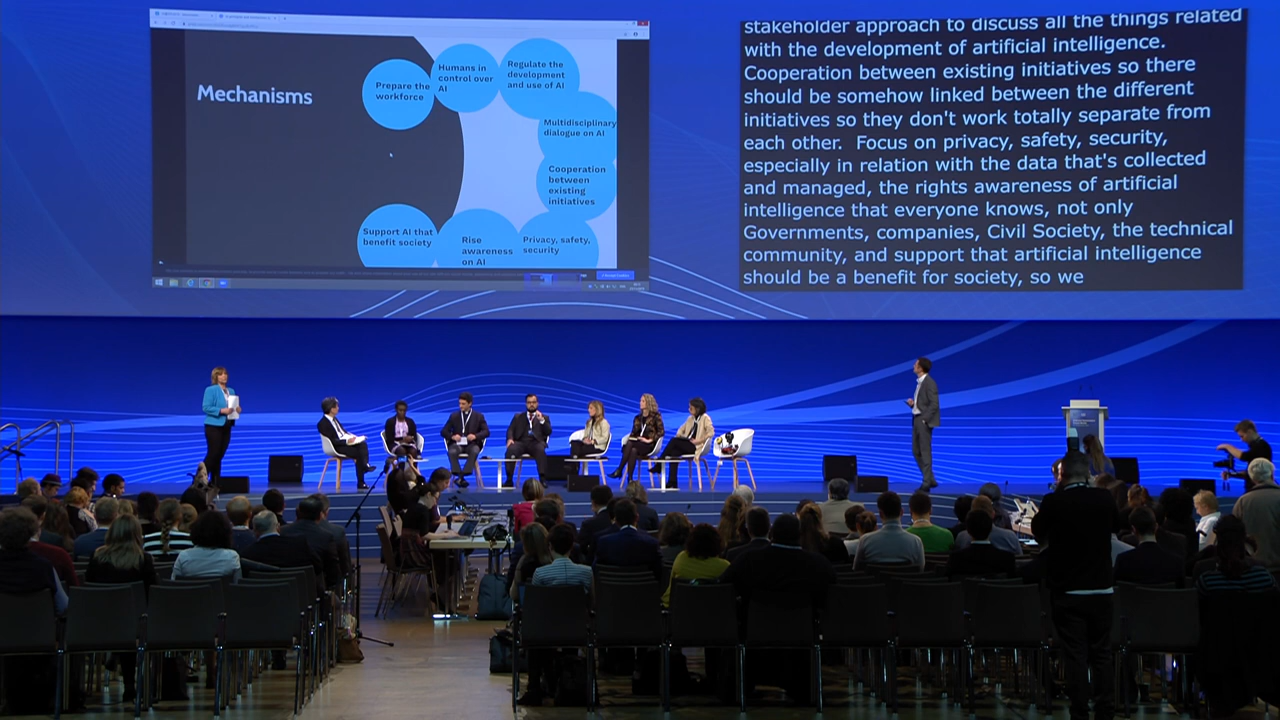 Mechanisms
Prepare the
workforce
Humans in
control over
AI
Regulate the
development
and use of AI
Multidisciplinary
dialogue on AI
Cooperation
between
existing
initiatives
Privacy, safety,
security
Rise
awareness
on AI
Support AI that
benefit society
stakeholder approach to discuss all the things related
with the development of artificial intelligence.
Cooperation between existing initiatives so there
should be somehow linked between the different
initiatives so they don't work totally separate from
each other. Focus on privacy, safety, security,
especially in relation with the data that's collected
and managed, the rights awareness of artificial
intelligence that everyone knows, not only
Governments, companies, Civil Society, the technical
community, and support that artificial intelligence
should be a benefit for society, so we